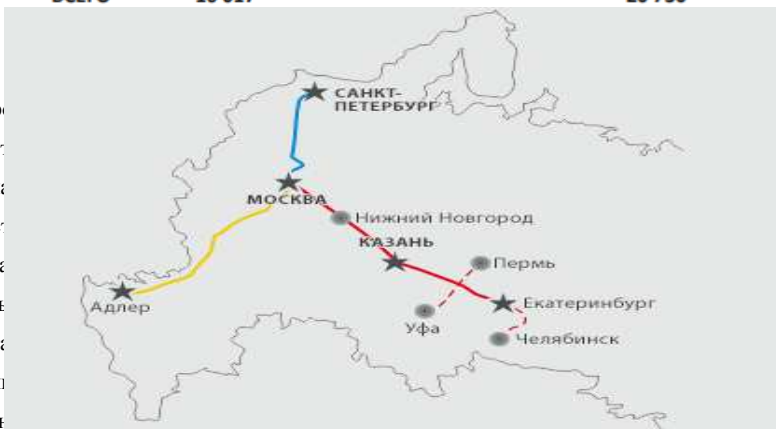 САНКТ-
ПЕТЕРБУРГ
МОСКВА
Нижний Новгород
КАЗАНЬ
Пермь
Адлер
Екатеринбург
Уфа
Челябинск